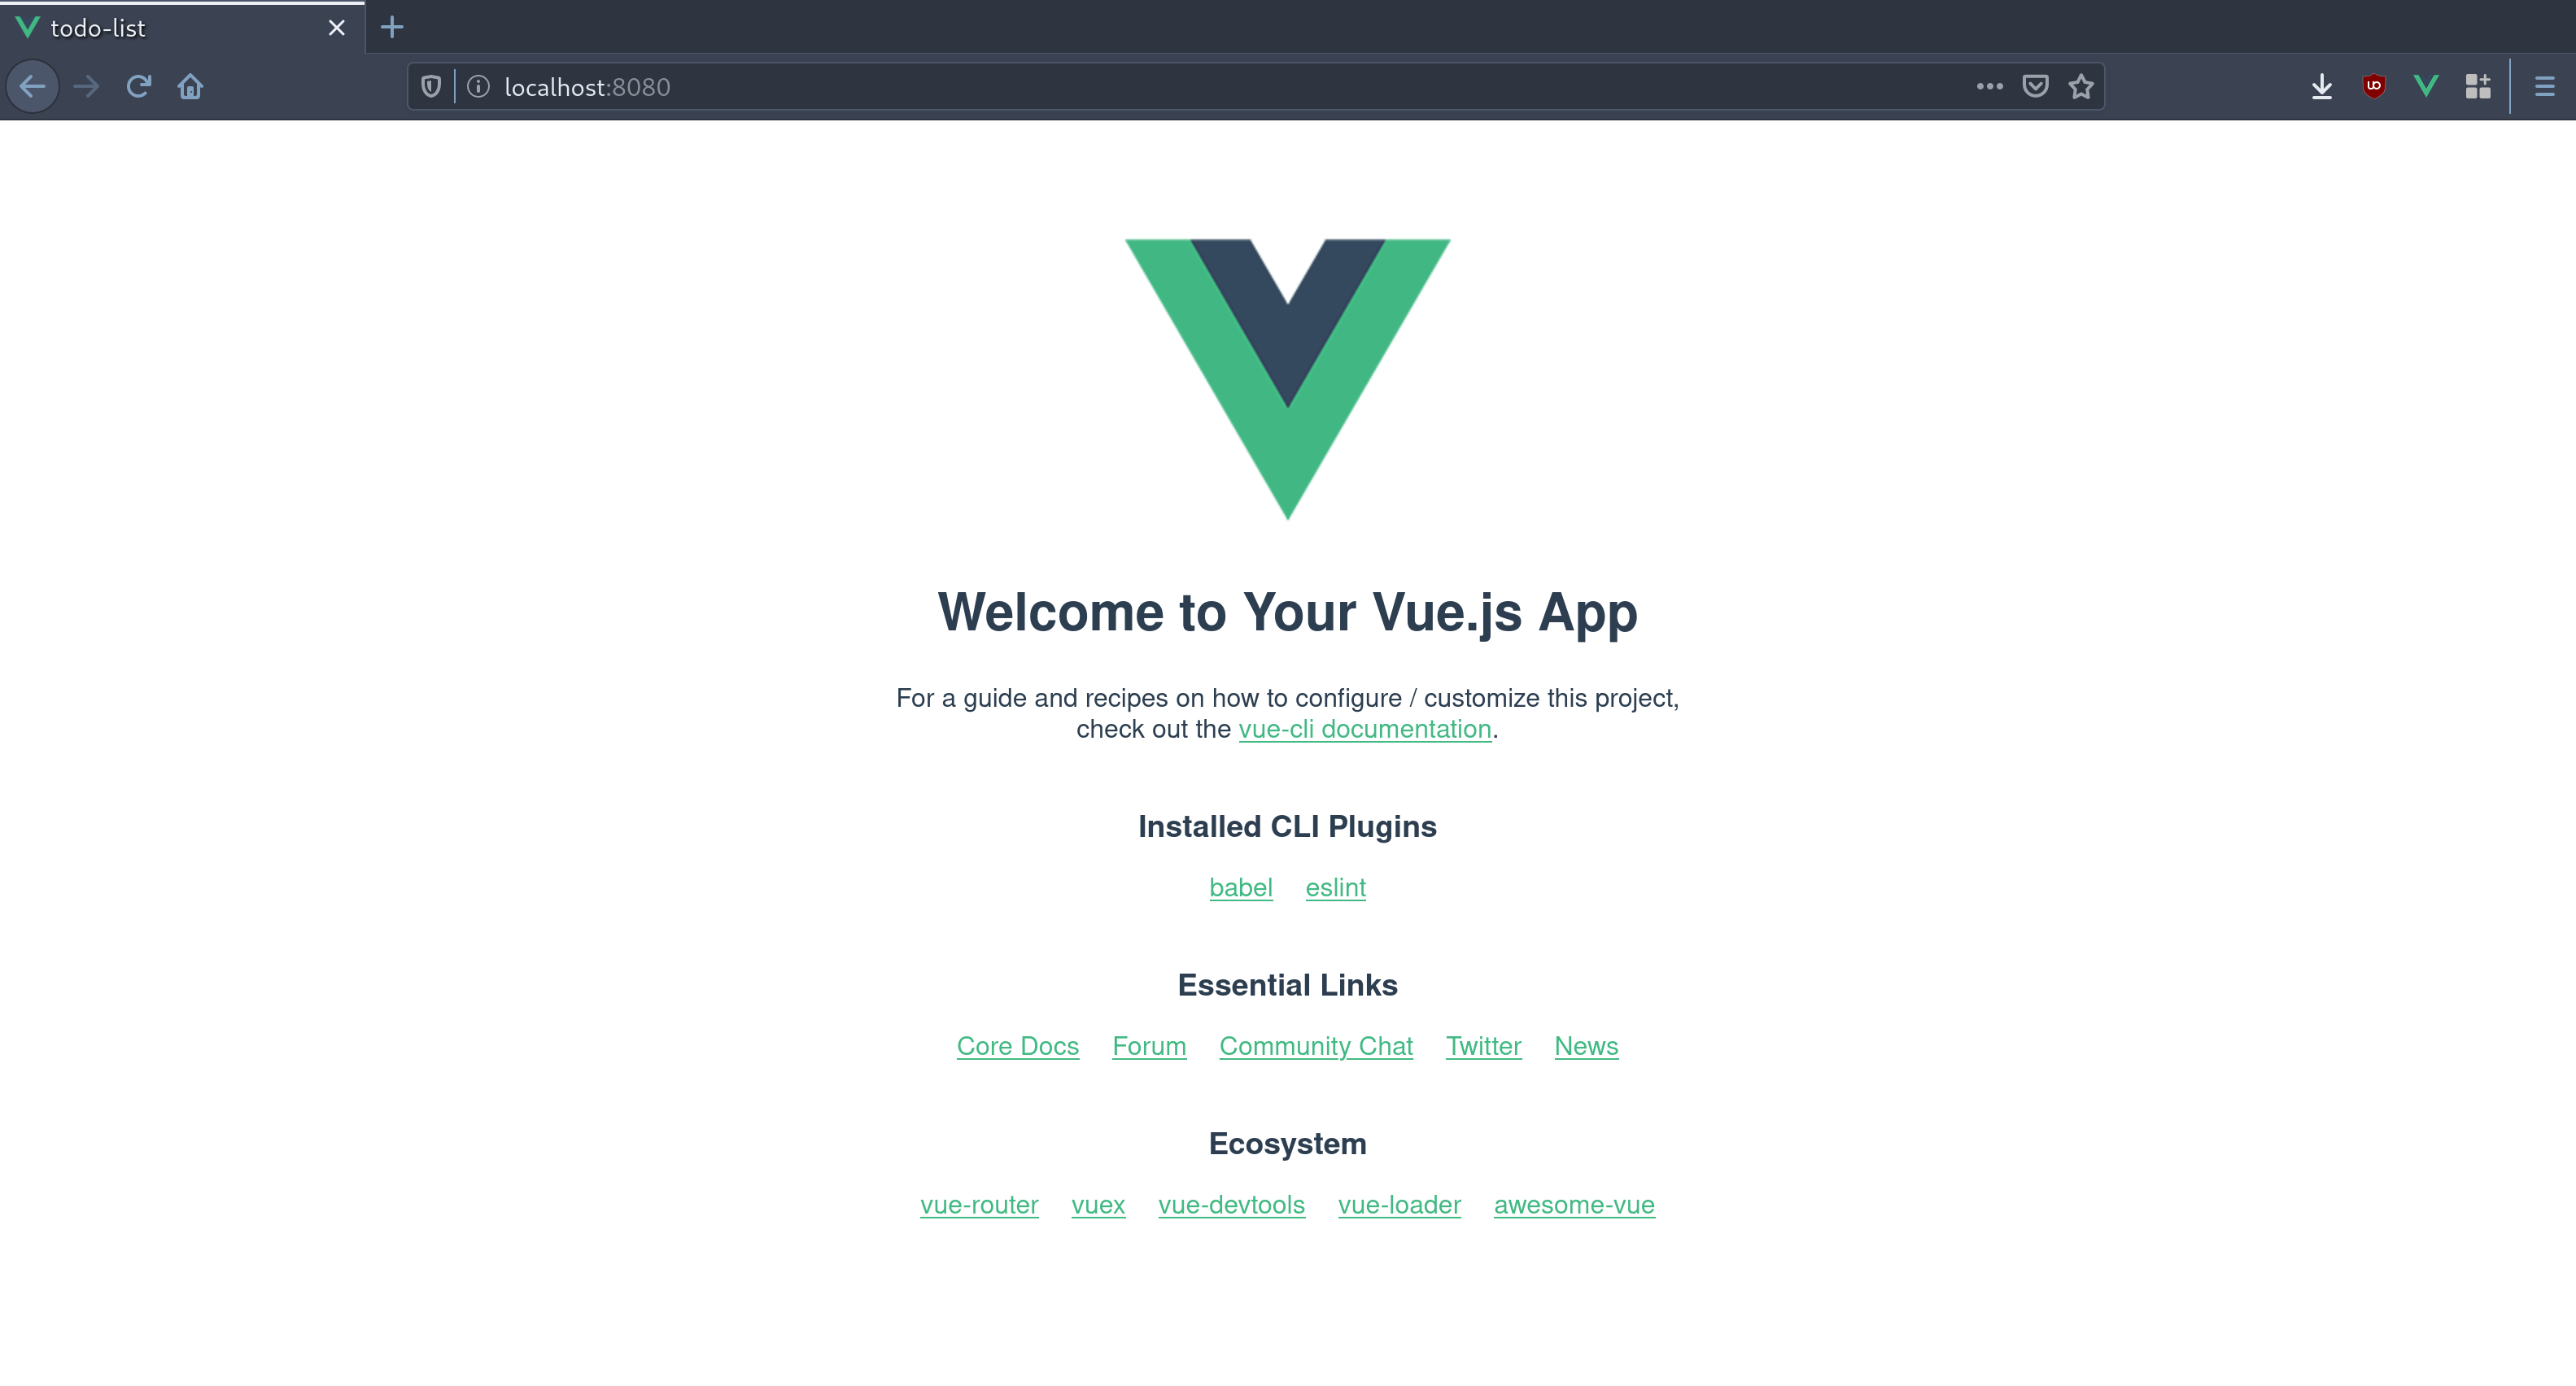 todo-list
localhost:8080
Welcome to Your Vue.js App
For a guide and recipes on how to configure / customize this project,
check out the vue-cli documentation.
Installed CLI Plugins
babel eslint
Essential Links
Core Docs Forum Community Chat Twitter News
Ecosystem
vue-router vuex vue-devtools vue-loader awesome-vue